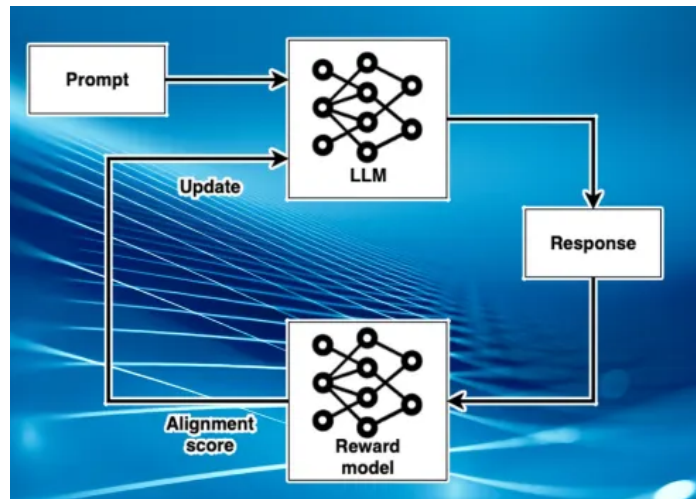 Prompt
LLM
Update
Response
Alignment
score
Reward
model